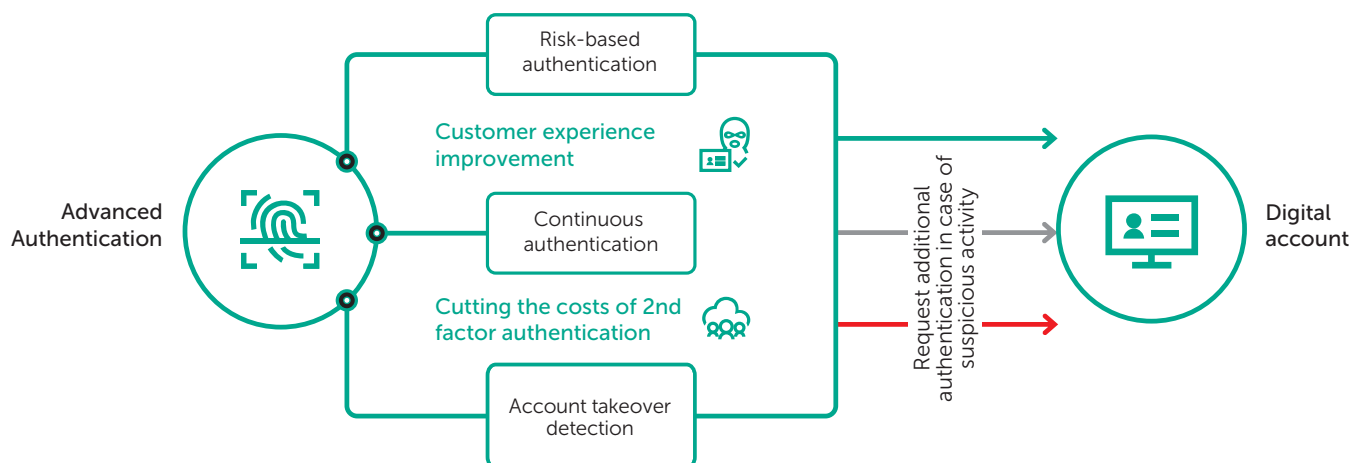 Risk-based
authentication
Customer experience
improvement
Advanced
Authentication
Continuous
authentication
Cutting the costs of 2nd
factor authentication
Account takeover
detection
Request additional
authentication in case of
suspicious activity
Digital
account